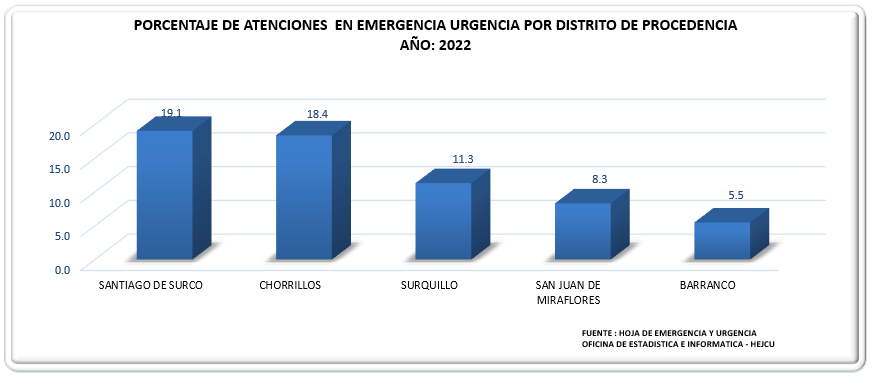 PORCENTAJE DE ATENCIONES EN EMERGENCIA URGENCIA POR DISTRITO DE PROCEDENCIA
AÑO: 2022
19.1
18.4
11.3
8.3
5.5
20.0
15.0
10.0
5.0
0.0
SANTIAGO DE SURCO
CHORRILLOS
SURQUILLO
SAN JUAN DE
MIRAFLORES
BARRANCO
FUENTE : HOJA DE EMERGENCIA Y URGENCIA
OFICINA DE ESTADISTICA E INFORMATICA - HEJCU